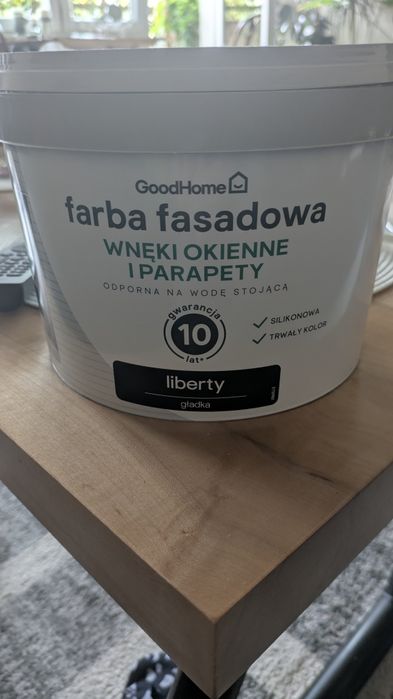 GoodHome
farba fasadowa
WNĘKI OKIENNE
I PARAPETY
ODPORNA NA WODĘ STOJĄCĄ
gwarancja
10
lat*
SILIKONOWA
TRWAŁY KOLOR
liberty
gładka